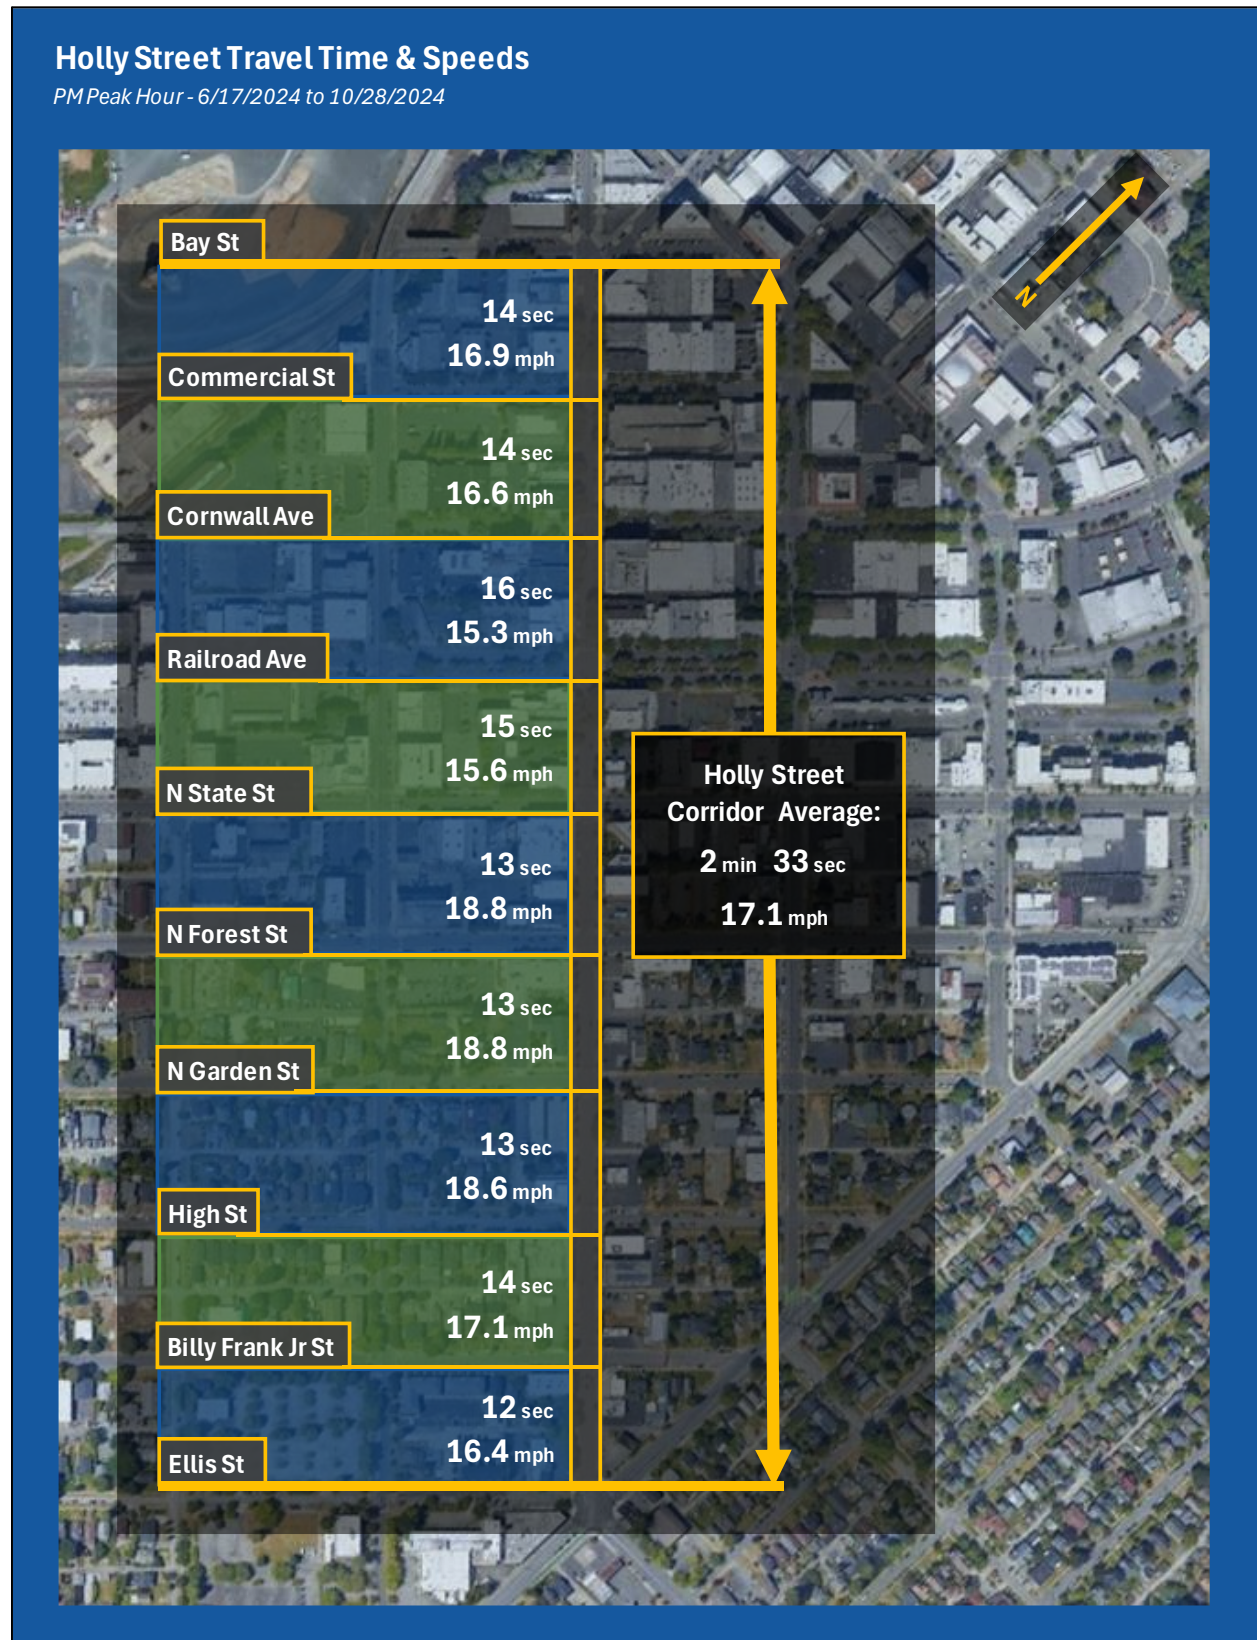 Holly Street Travel Time & Speeds
PM Peak Hour - 6/17/2024 to 10/28/2024
N
Bay St
14 sec
16.9 mph
Commercial St
14 sec
16.6 mph
Cornwall Ave
16 sec
15.3 mph
Railroad Ave
15 sec
15.6 mph
N State St
Holly Street
Corridor Average:
2 min 33 sec
17.1 mph
13 sec
18.8 mph
N Forest St
13 sec
18.8 mph
N Garden St
13 sec
18.6 mph
High St
14 sec
17.1 mph
Billy Frank Jr St
12 sec
16.4 mph
Ellis St